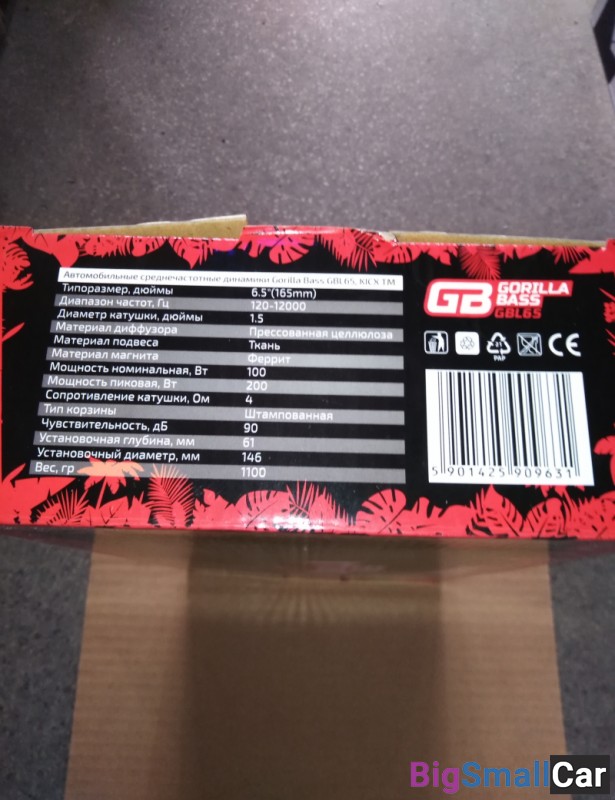 Автомобильные среднечастотные динамики Gorilla Bass GBL65, KICX TM
Типоразмер, дюймы 6.5"(165mm)
Диапазон частот, Гц 120-12000
Диаметр катушки, дюймы 1.5
Материал диффузора Прессованная целлюлоза
Материал подвеса Ткань
Материал магнита Феррит
Мощность номинальная, Вт 100
Мощность пиковая, Вт 200
Сопротивление катушки, Ом 4
Тип корзины Штампованная
Чувствительность, дБ 90
Установочная глубина, мм 61
Установочный диаметр, мм 146
Вес, гр 1100
GB GORILLA
BASS
GBL65
PAP
CE
5 901425 909631
BigSmallCar